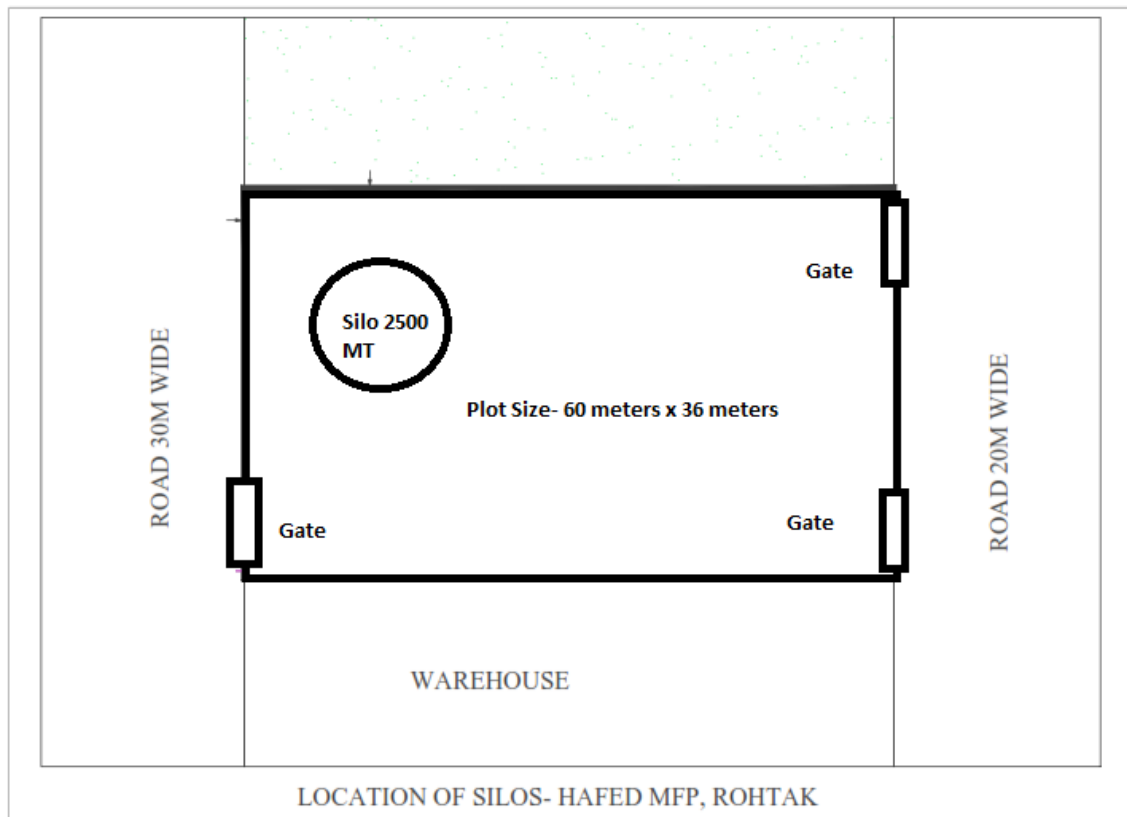 Gate
Silo 2500
MT
ROAD 30M WIDE
Plot Size- 60 meters x 36 meters
ROAD 20M WIDE
Gate
Gate
WAREHOUSE
LOCATION OF SILOS- HAFED MFP, ROHTAK